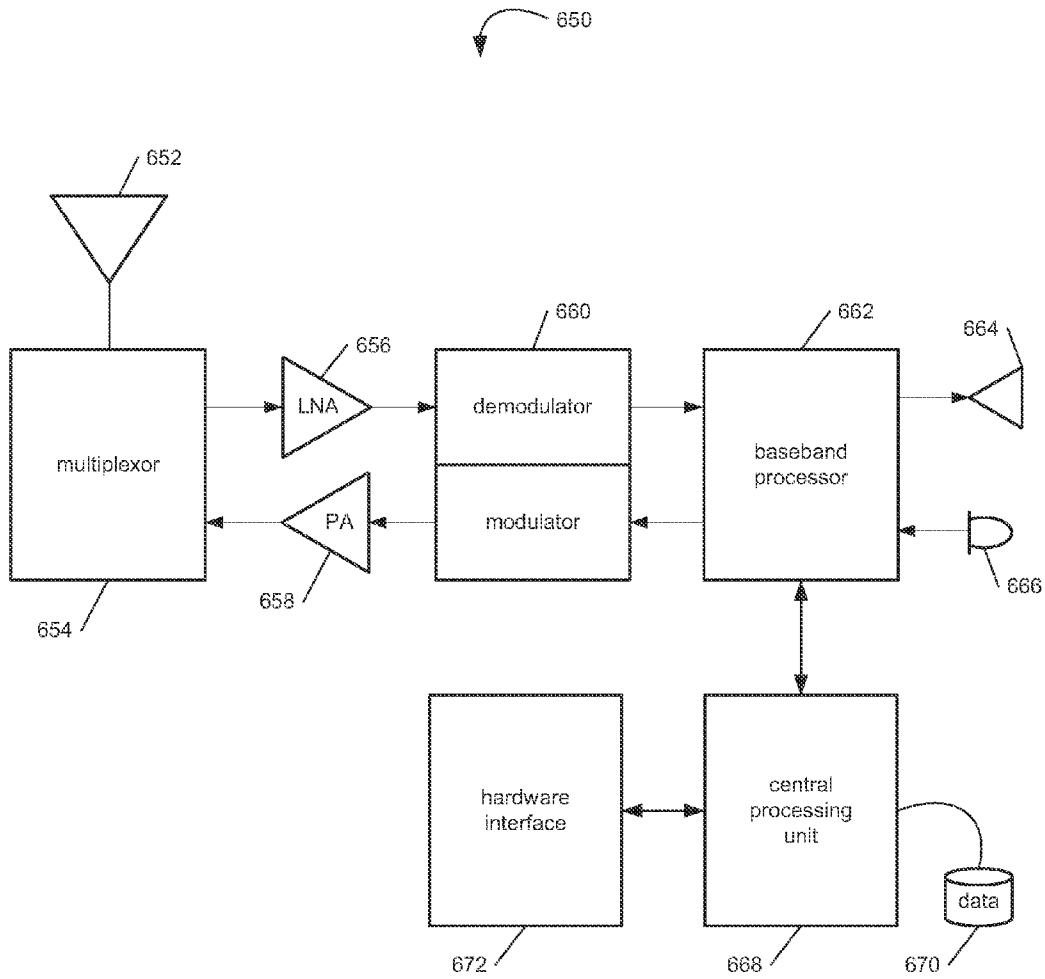 650
652
660
662
664
656
LNA
demodulator
multiplexor
baseband
processor
PA
modulator
658
666
654
hardware
interface
central
processing
unit
data
672
668
670